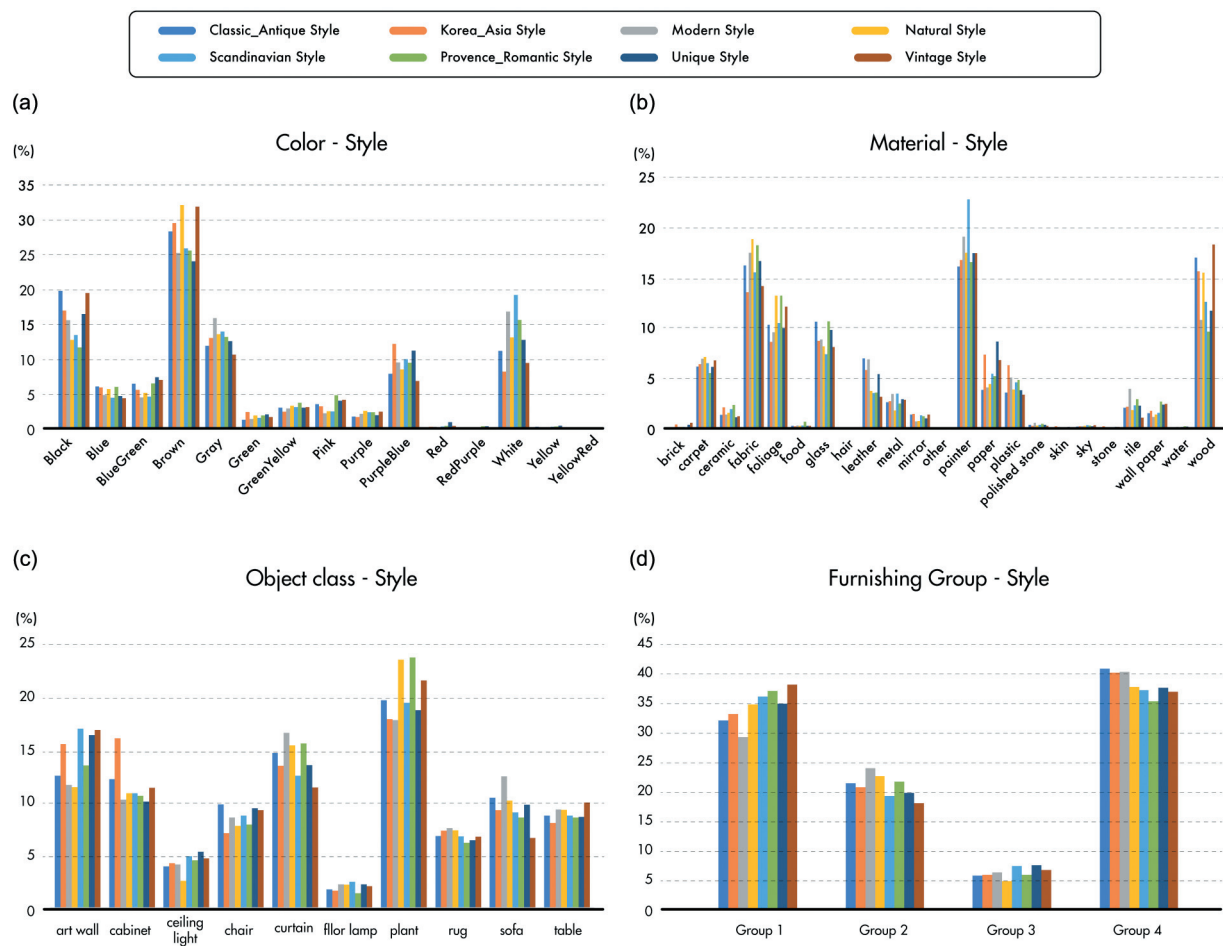 Classic_Antique Style Korea_Asia Style Modern Style Natural Style
Scandinavian Style Provence_Romantic Style Unique Style Vintage Style
(a)
Color - Style
(%)
35
30
25
20
15
10
5
0
Black Blue BlueGreen Brown Gray Green GreenYellow Pink Purple PurpleBlue Red RedPurple White Yellow YellowRed
(b)
Material - Style
(%)
25
20
15
10
5
0
brick carpet ceramic fabric foliage food glass hair leather metal mirror other painter paper plastic polished stone skin sky stone tile wall paper water wood
(c)
Object class - Style
(%)
25
20
15
10
5
0
art wall cabinet ceiling light chair curtain fllor lamp plant rug sofa table
(d)
Furnishing Group - Style
(%)
45
40
35
30
25
20
15
10
5
0
Group 1 Group 2 Group 3 Group 4